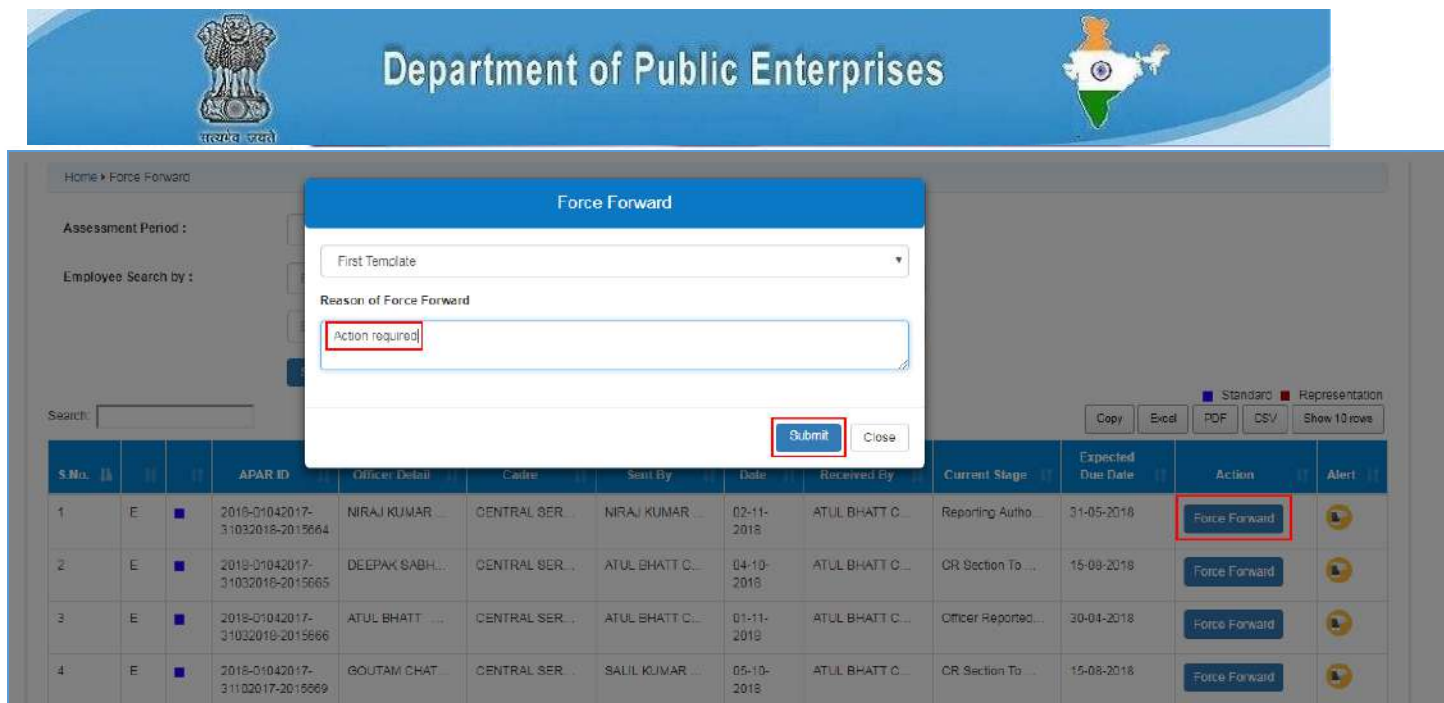 Department of Public Enterprises
सत्यमेव जयते
Home ▸ Force Forward
Force Forward
Assessment Period :
First Template
Employee Search by :
Reason of Force Forward
Action required
Submit
Close
Standard Representation
Search:
Copy Excel PDF CSV Show 10 rows
S.No. APAR ID Officer Detail Cadre Sent By Date Received By Current Stage Expected Due Date Action Alert
1 E 2018-01042017- NIRAJ KUMAR ... CENTRAL SER... NIRAJ KUMAR ... 02-11- ATUL BHATT C... Reporting Autho... 31-05-2018 Force Forward
31032018-2015664 2018
2 E 2018-01042017- DEEPAK SABH... CENTRAL SER... ATUL BHATT C... 04-10- ATUL BHATT C... CR Section To ... 15-08-2018 Force Forward
31032018-2015665 2018
3 E 2018-01042017- ATUL BHATT ... CENTRAL SER... ATUL BHATT C... 01-11- ATUL BHATT C... Officer Reported... 30-04-2018 Force Forward
31032018-2015666 2018
4 E 2018-01042017- GOUTAM CHAT... CENTRAL SER... SALIL KUMAR ... 05-10- ATUL BHATT C... CR Section To ... 15-08-2018 Force Forward
31102017-2015669 2018